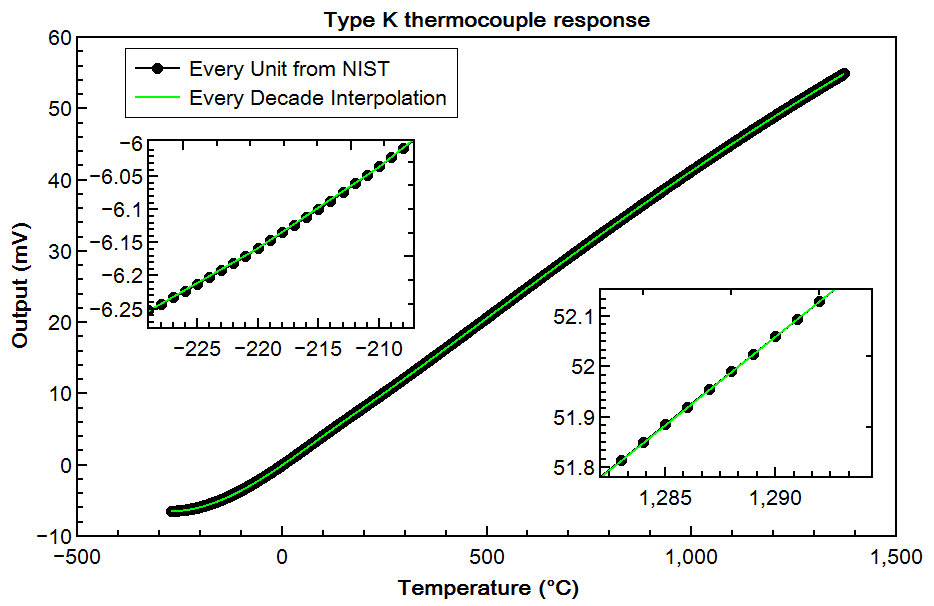 Type K thermocouple response
60
50
40
30
20
10
0
−10
Output (mV)
Every Unit from NIST
Every Decade Interpolation
−6
−6.05
−6.1
−6.15
−6.2
−6.25
−225 −220 −215 −210
52.1
52
51.9
51.8
1,285 1,290
−500 0 500 1,000 1,500
Temperature (°C)